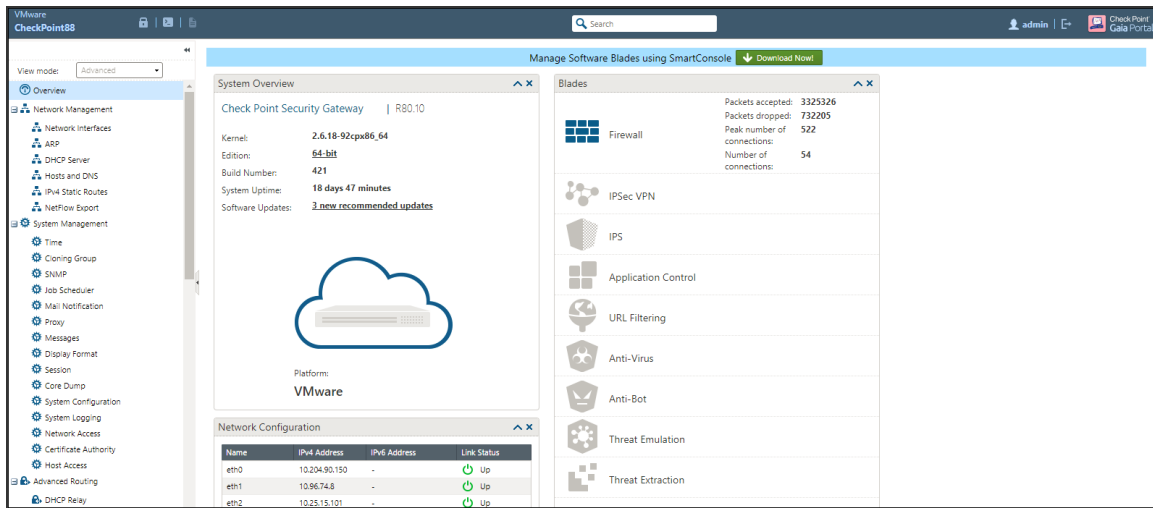 VMware
CheckPoint88
Search
admin
Check Point
Gaia Portal
Manage Software Blades using SmartConsole Download Now!
View mode: Advanced
Overview
Network Management
Network Interfaces
ARP
DHCP Server
Hosts and DNS
IPv4 Static Routes
NetFlow Export
System Management
Time
Cloning Group
SNMP
Job Scheduler
Mail Notification
Proxy
Messages
Display Format
Session
Core Dump
System Configuration
System Logging
Network Access
Certificate Authority
Host Access
Advanced Routing
DHCP Relay
System Overview
Check Point Security Gateway | R80.10
Kernel: 2.6.18-92cpx86_64
Edition: 64-bit
Build Number: 421
System Uptime: 18 days 47 minutes
Software Updates: 3 new recommended updates
Platform:
VMware
Network Configuration
Name IPv4 Address IPv6 Address Link Status
eth0 10.204.90.150 - Up
eth1 10.96.74.8 - Up
eth2 10.25.15.101 - Up
Blades
Firewall
Packets accepted: 3325326
Packets dropped: 732205
Peak number of 522
connections:
Number of 54
connections:
IPSec VPN
IPS
Application Control
URL Filtering
Anti-Virus
Anti-Bot
Threat Emulation
Threat Extraction